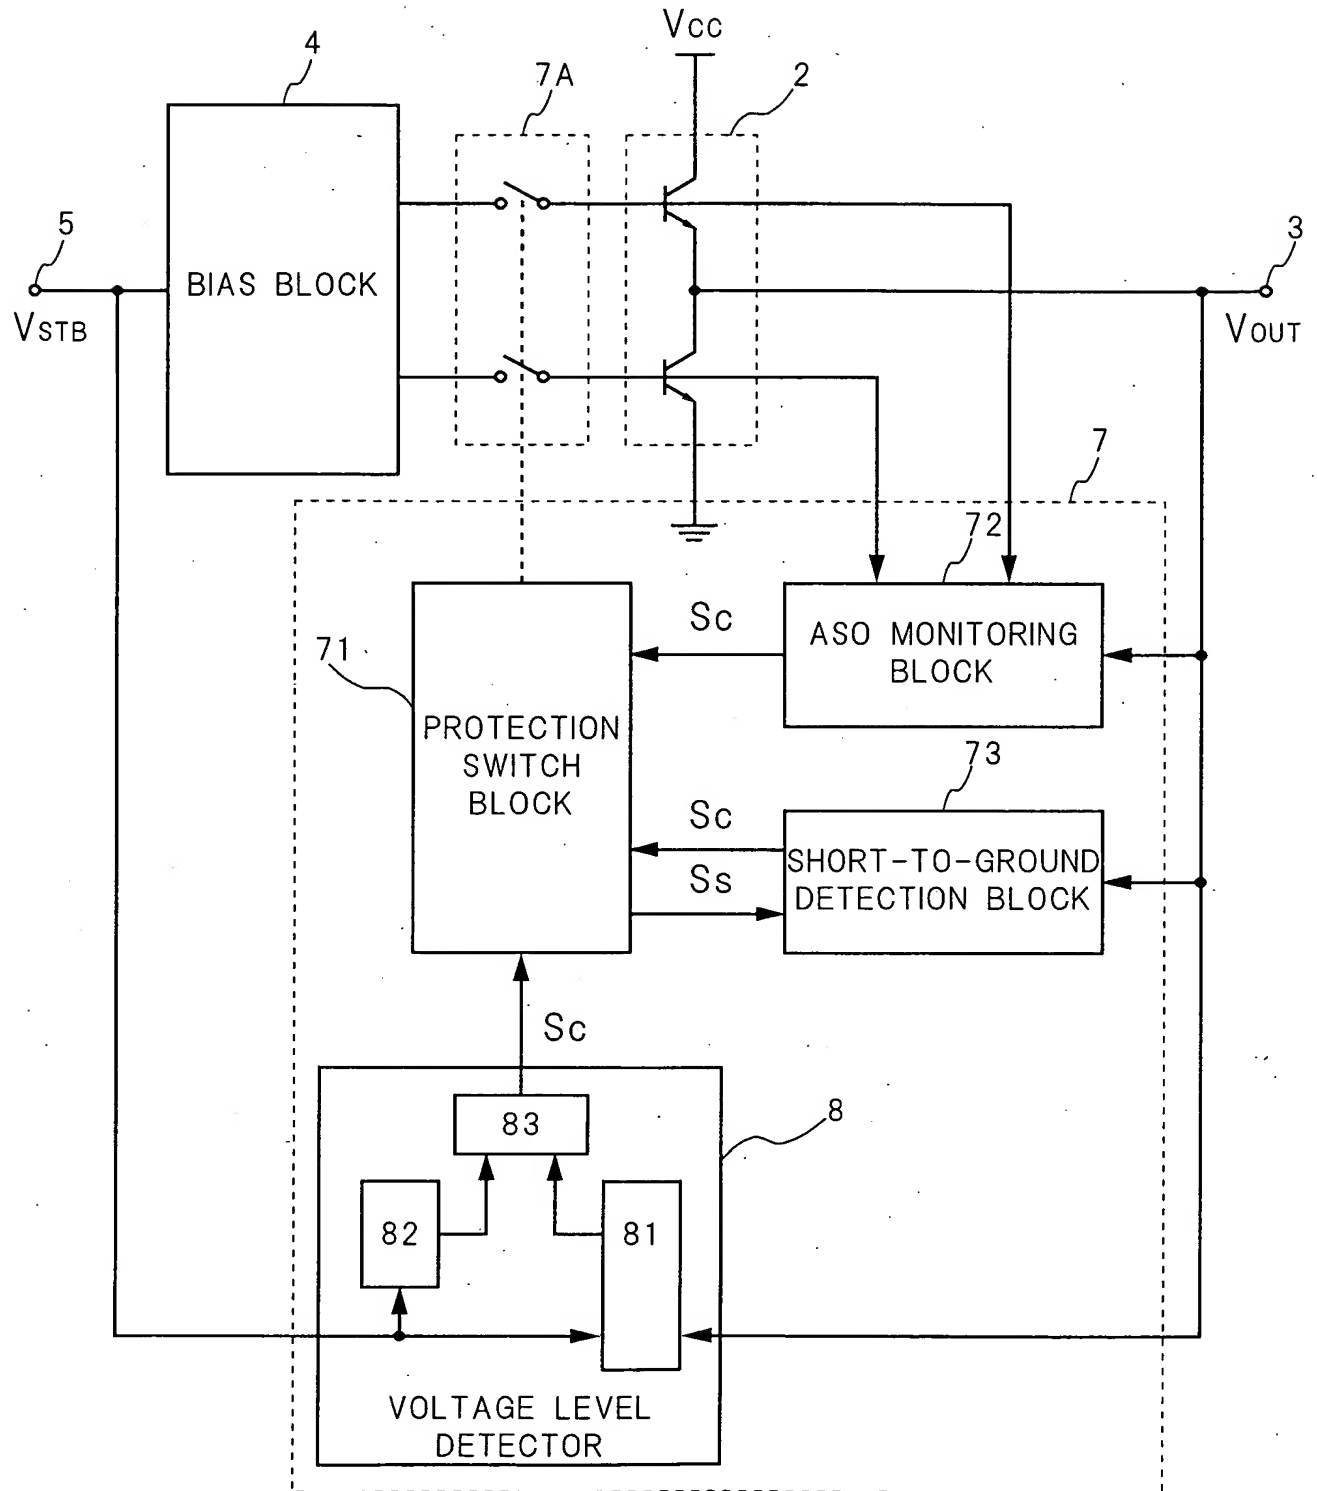 Vcc
4
7A
2
5
BIAS BLOCK
3
VSTB
VOUT
7
72
Sc
ASO MONITORING
BLOCK
71
PROTECTION
SWITCH
BLOCK
73
Sc
SHORT-TO-GROUND
DETECTION BLOCK
Ss
Sc
83
8
82
81
VOLTAGE LEVEL
DETECTOR